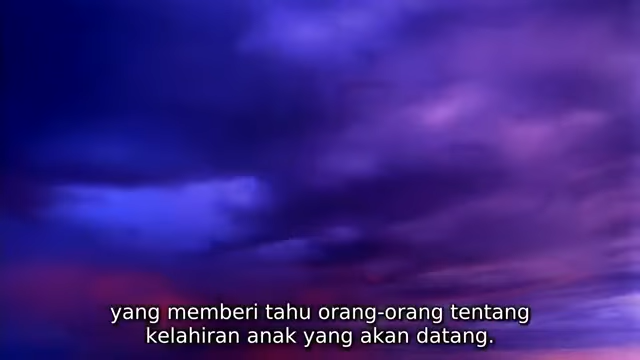 yang memberi tahu orang-orang tentang
kelahiran anak yang akan datang.